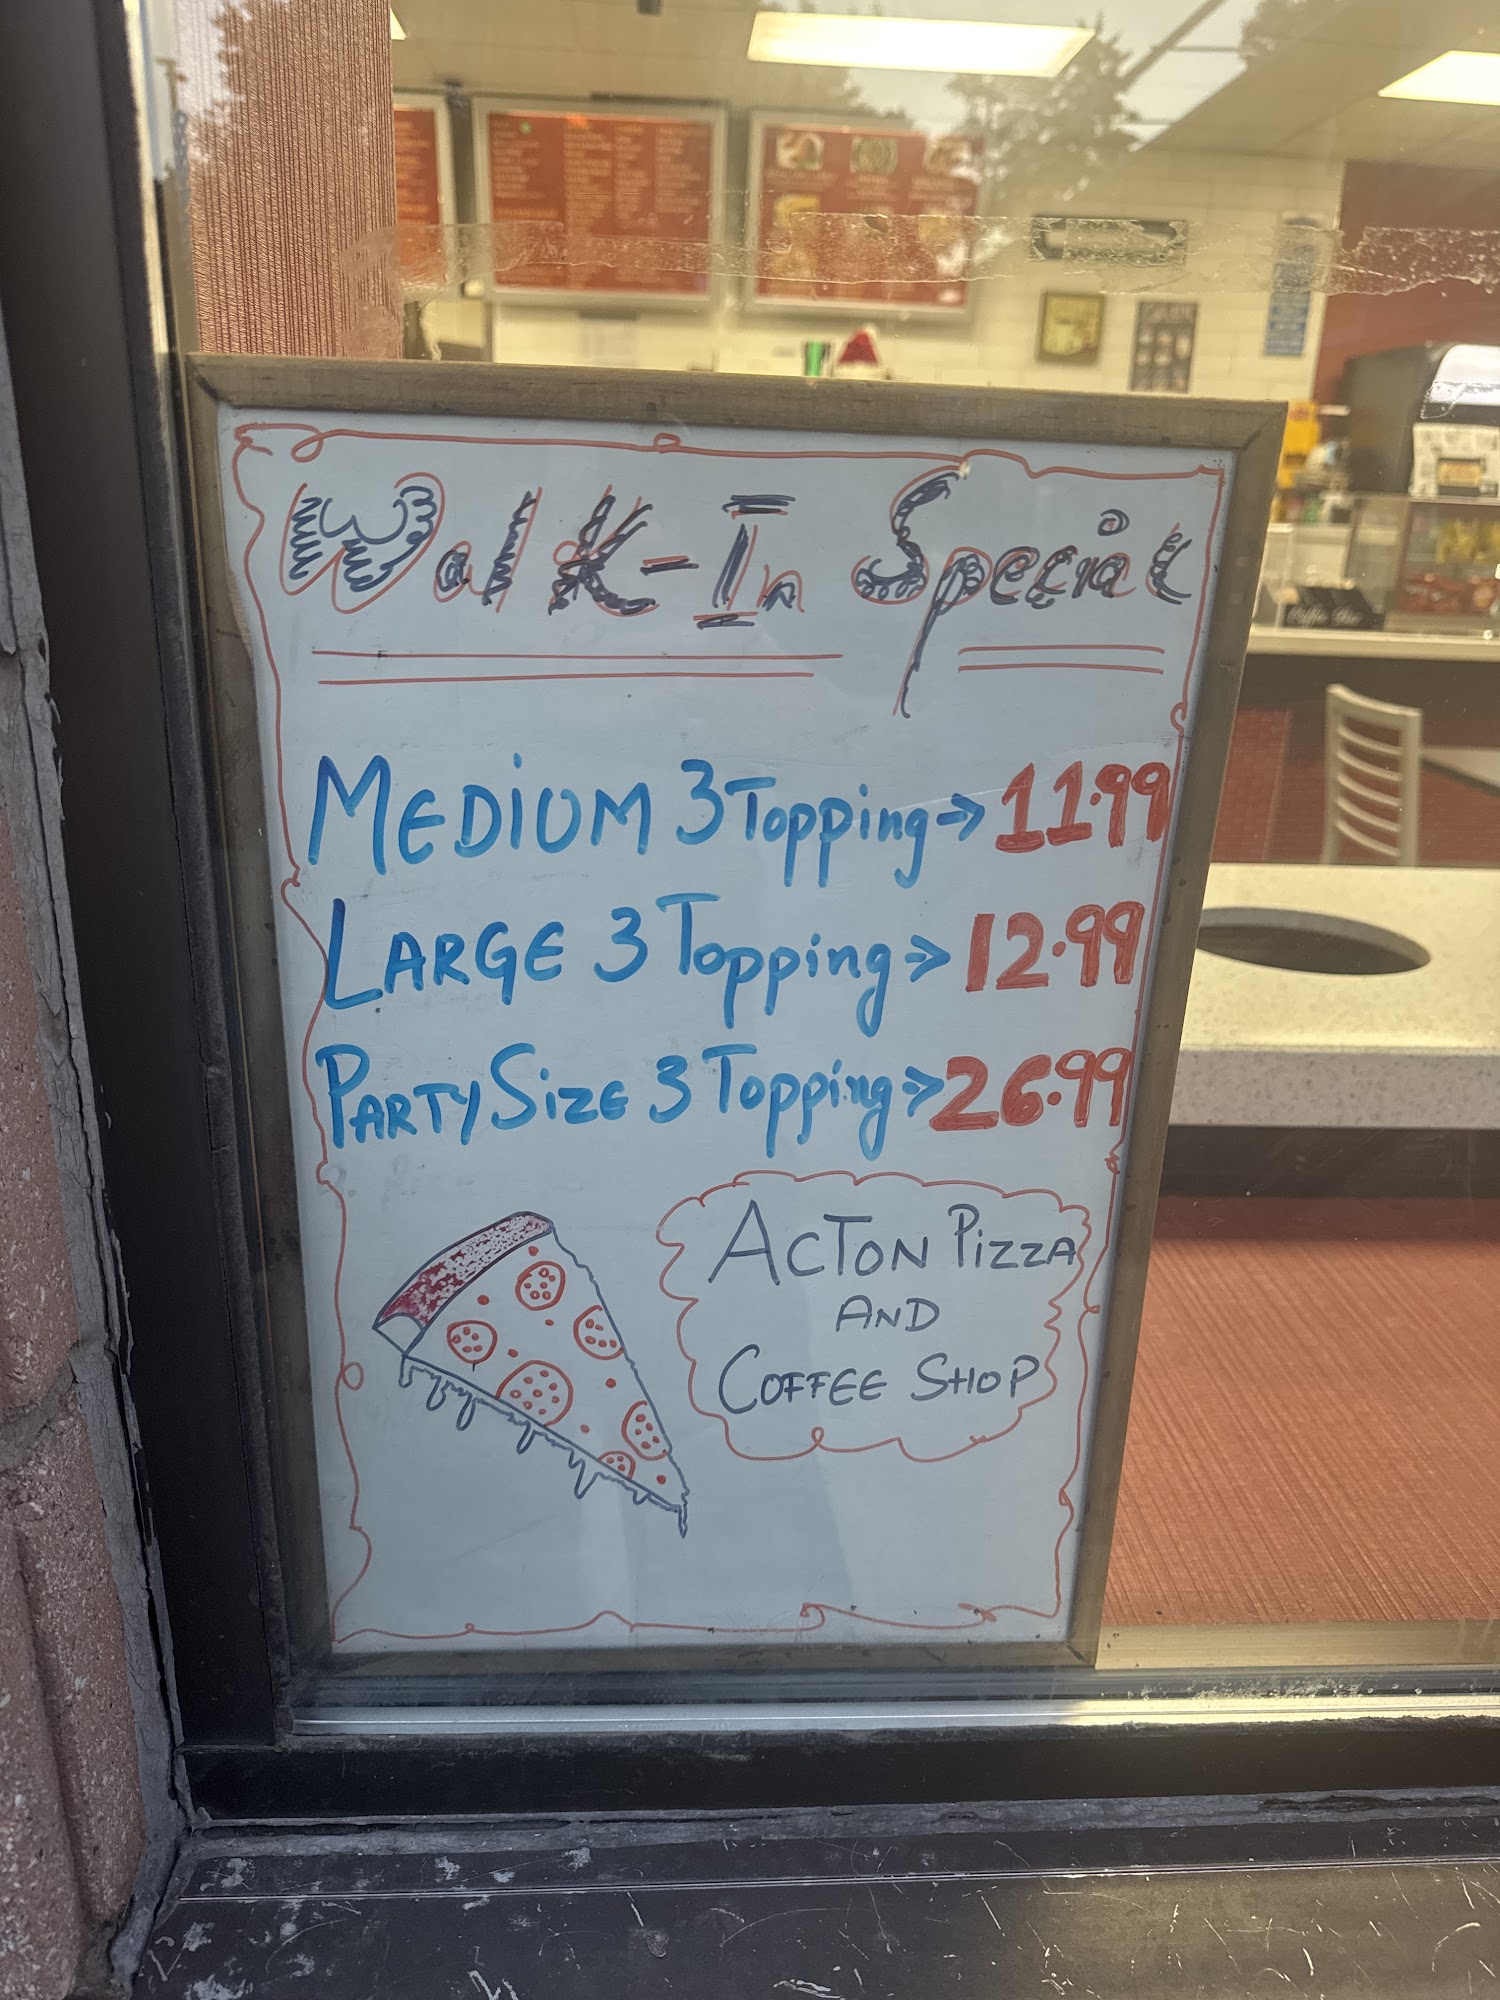 Walk-In Special
MEDiUM 3 Topping → 11.99
LARGE 3 Topping → 12.99
PARTY SiZE 3 Topping → 26.99
ACTON PiZZA
AND
COFFEE SHOP